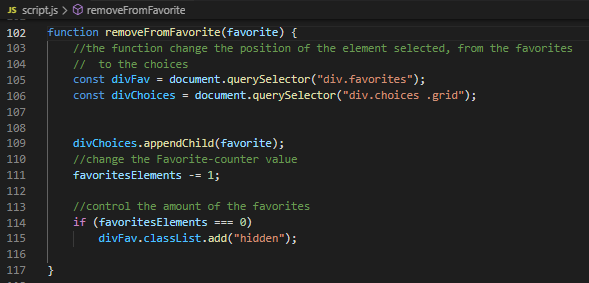 JS script.js > removeFromFavorite
102 function removeFromFavorite(favorite) {
103 //the function change the position of the element selected, from the favorites
104 //  to the choices
105 const divFav = document.querySelector("div.favorites");
106 const divChoices = document.querySelector("div.choices .grid");
107
108
109 divChoices.appendChild(favorite);
110 //change the Favorite-counter value
111 favoritesElements -= 1;
112
113 //control the amount of the favorites
114 if (favoritesElements === 0)
115 divFav.classList.add("hidden");
116
117 }